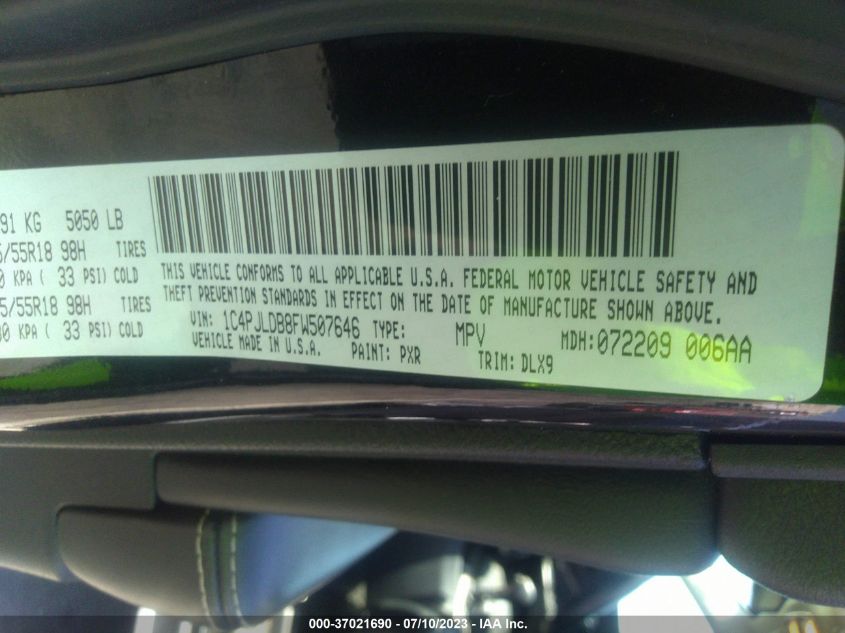 91 KG 5050 LB
5/55R18 98H TIRES
0 KPA ( 33 PSI) COLD
5/55R18 98H TIRES
00 KPA ( 33 PSI) COLD
THIS VEHICLE CONFORMS TO ALL APPLICABLE U.S.A. FEDERAL MOTOR VEHICLE SAFETY AND
THEFT PREVENTION STANDARDS IN EFFECT ON THE DATE OF MANUFACTURE SHOWN ABOVE.
VIN: 1C4PJLDB8FW507646 TYPE: MPV MDH:072209 006AA
VEHICLE MADE IN U.S.A. PAINT: PXR TRIM: DLX9
000-37021690 - 07/10/2023 - IAA Inc.